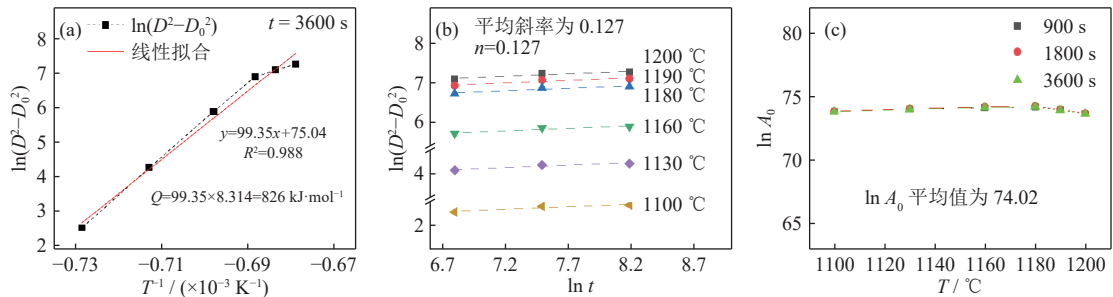 (a)
ln(D²−D₀²)
线性拟合
t = 3600 s
y=99.35x+75.04
R²=0.988
Q=99.35×8.314=826 kJ·mol⁻¹
ln(D²−D₀²)
8
7
6
5
4
3
2
−0.73
−0.71
−0.69
−0.67
T⁻¹ / (×10⁻³ K⁻¹)
(b)
平均斜率为 0.127
n=0.127
1200 ℃
1190 ℃
1180 ℃
1160 ℃
1130 ℃
1100 ℃
ln(D²−D₀²)
8
7
6
4
2
6.7
7.2
7.7
8.2
8.7
ln t
(c)
900 s
1800 s
3600 s
ln A₀ 平均值为 74.02
ln A₀
80
75
70
65
1100
1120
1140
1160
1180
1200
T / ℃